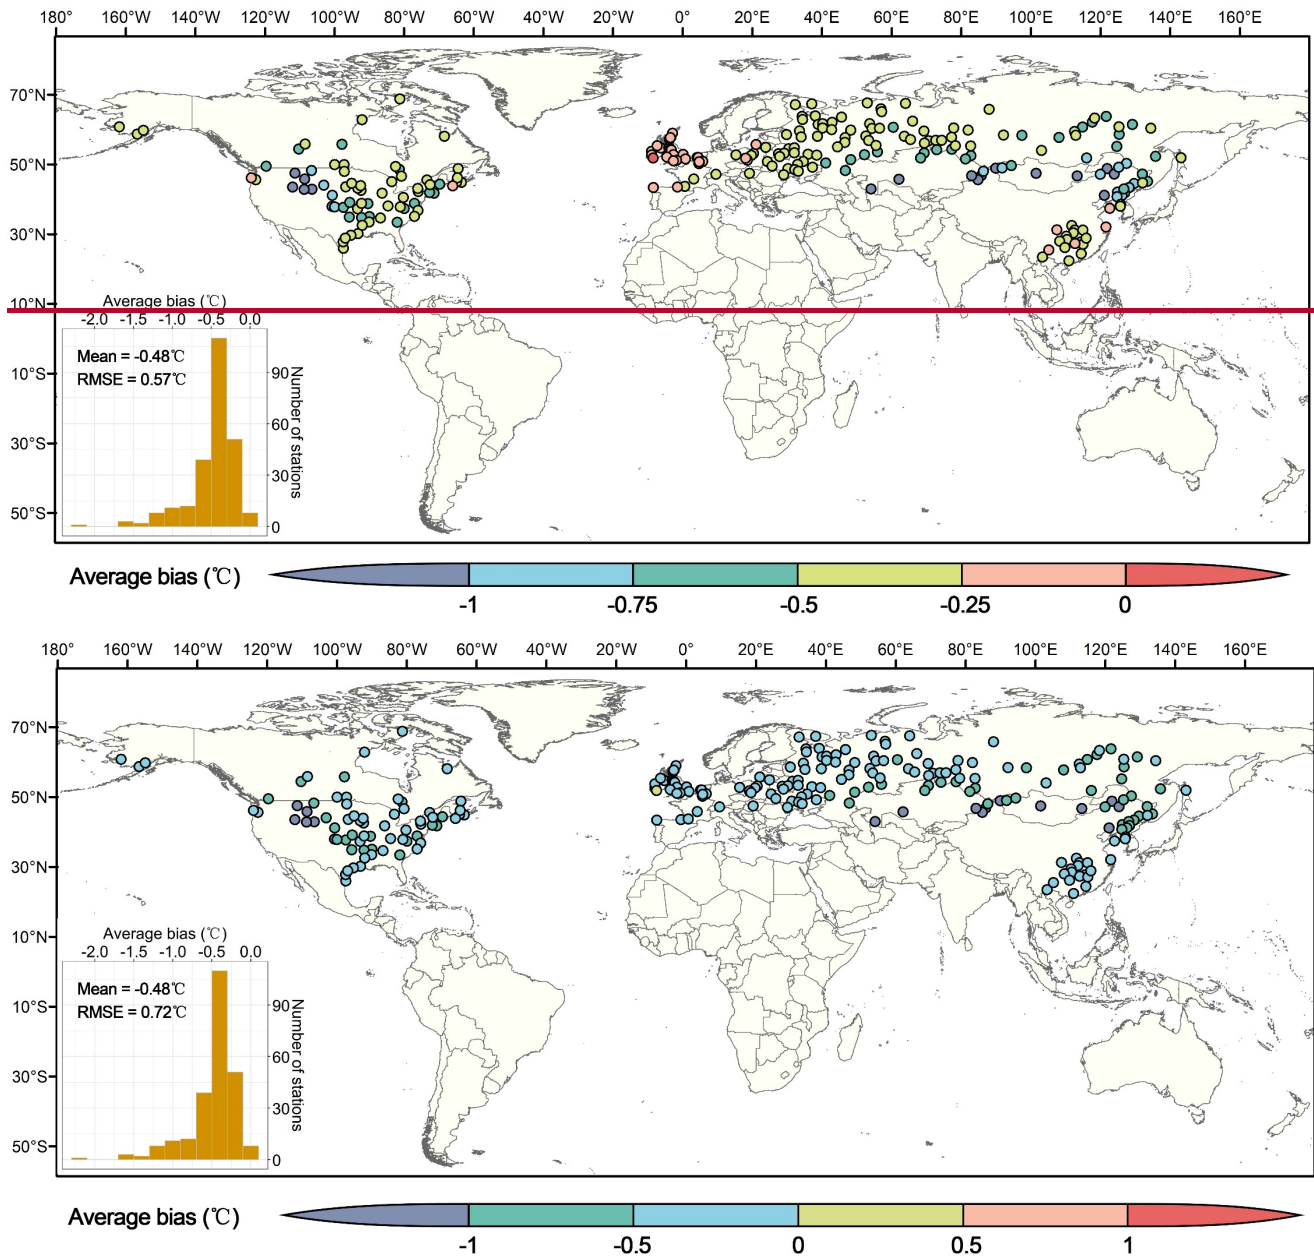 180° 160°W 140°W 120°W 100°W 80°W 60°W 40°W 20°W 0° 20°E 40°E 60°E 80°E 100°E 120°E 140°E 160°E
70°N
50°N
30°N
10°N
10°S
30°S
50°S
Average bias (℃)
-2.0 -1.5 -1.0 -0.5 0.0
Mean = -0.48℃
RMSE = 0.57℃
90
60
30
0
Number of stations
Average bias (℃)
-1 -0.75 -0.5 -0.25 0
180° 160°W 140°W 120°W 100°W 80°W 60°W 40°W 20°W 0° 20°E 40°E 60°E 80°E 100°E 120°E 140°E 160°E
70°N
50°N
30°N
10°N
10°S
30°S
50°S
Average bias (℃)
-2.0 -1.5 -1.0 -0.5 0.0
Mean = -0.48℃
RMSE = 0.72℃
90
60
30
0
Number of stations
Average bias (℃)
-1 -0.5 0 0.5 1